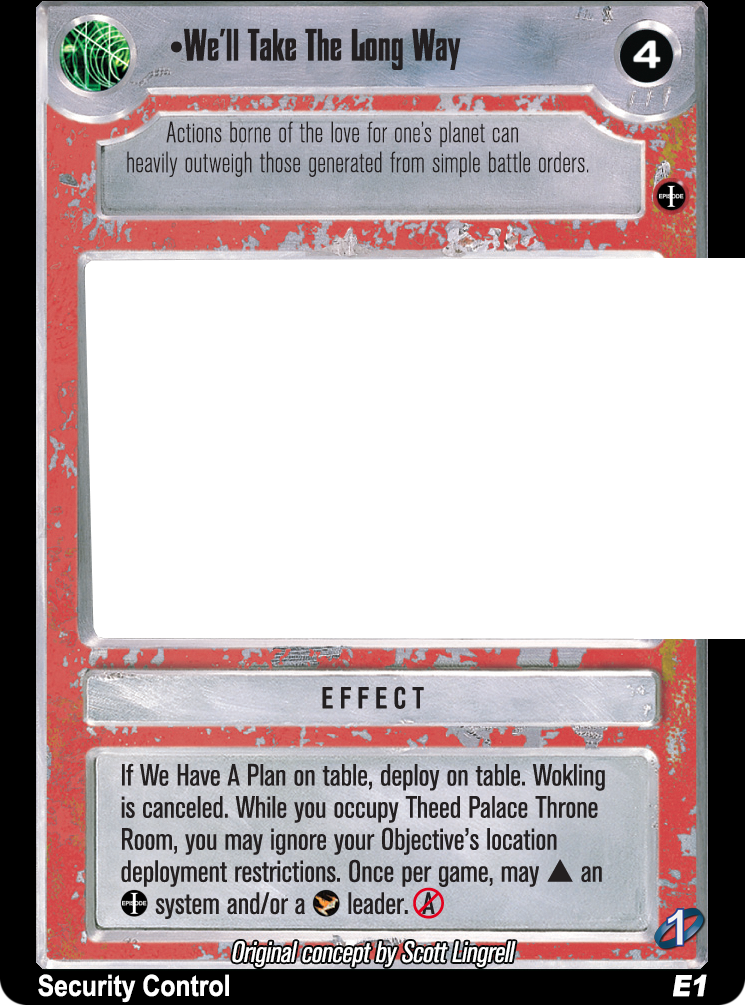 •We'll Take The Long Way
4
Actions borne of the love for one's planet can
heavily outweigh those generated from simple battle orders.
EPISODE I
EFFECT
If We Have A Plan on table, deploy on table. Wokling
is canceled. While you occupy Theed Palace Throne
Room, you may ignore your Objective's location
deployment restrictions. Once per game, may ▲ an
EPISODE I system and/or a leader. A
1
Original concept by Scott Lingrell
Security Control
E1